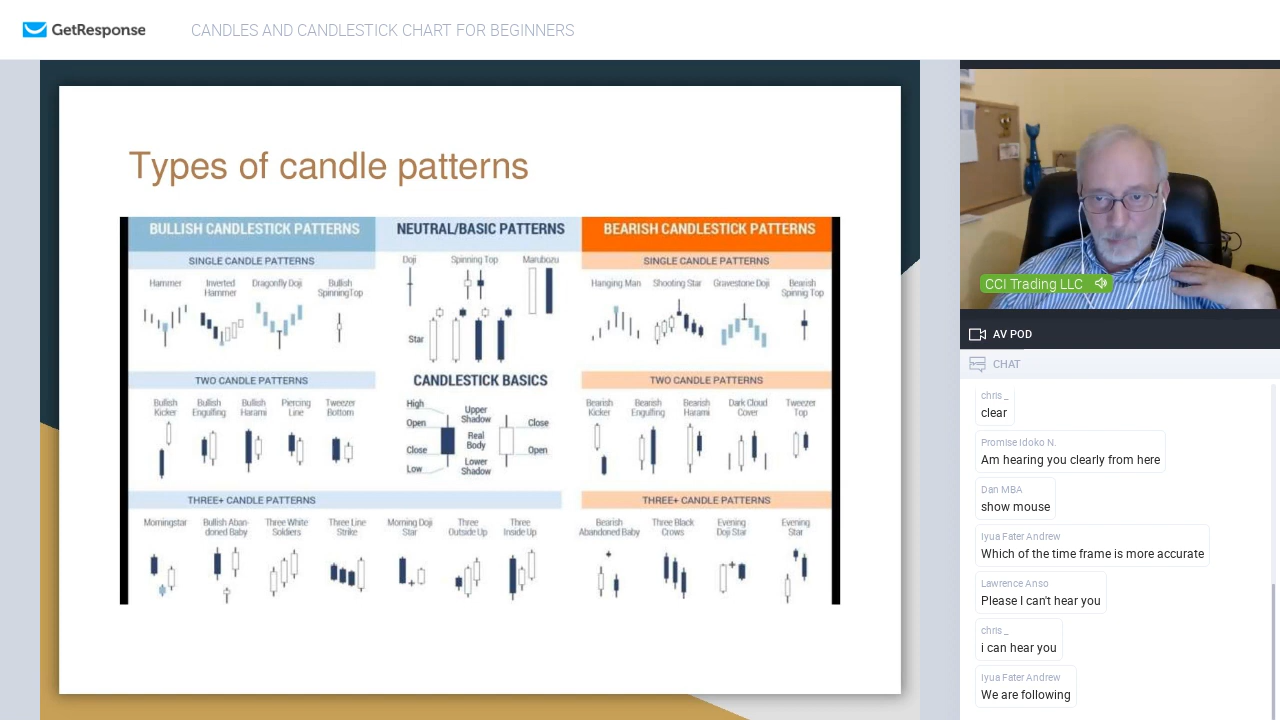 GetResponse
CANDLES AND CANDLESTICK CHART FOR BEGINNERS
Types of candle patterns
BULLISH CANDLESTICK PATTERNS
NEUTRAL/BASIC PATTERNS
BEARISH CANDLESTICK PATTERNS
SINGLE CANDLE PATTERNS
Hammer
Inverted
Hammer
Dragonfly Doji
Bullish
SpinningTop
Doji
Spinning Top
Marubozu
Star
SINGLE CANDLE PATTERNS
Hanging Man
Shooting Star
Gravestone Doji
Bearish
Spinnig Top
TWO CANDLE PATTERNS
Bullish
Kicker
Bullish
Engulfing
Bullish
Harami
Piercing
Line
Tweezer
Bottom
CANDLESTICK BASICS
High
Open
Close
Low
Upper
Shadow
Real
Body
Lower
Shadow
Close
Open
TWO CANDLE PATTERNS
Bearish
Kicker
Bearish
Engulfing
Bearish
Harami
Dark Cloud
Cover
Tweezer
Top
THREE+ CANDLE PATTERNS
Morningstar
Bullish Aban-
doned Baby
Three White
Soldiers
Three Line
Strike
Morning Doji
Star
Three
Outside Up
Three
Inside Up
THREE+ CANDLE PATTERNS
Bearish
Abandoned Baby
Three Black
Crows
Evening
Doji Star
Evening
Star
CCI Trading LLC
AV POD
CHAT
chris _
clear
Promise Idoko N.
Am hearing you clearly from here
Dan MBA
show mouse
Iyua Fater Andrew
Which of the time frame is more accurate
Lawrence Anso
Please I can't hear you
chris _
i can hear you
Iyua Fater Andrew
We are following